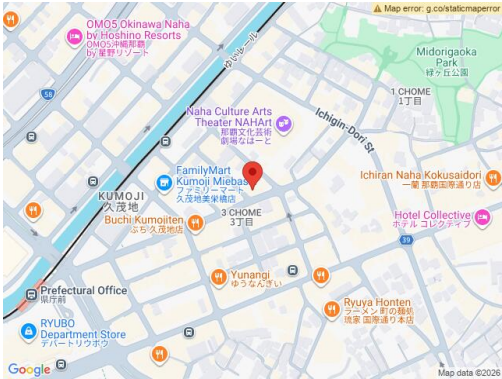 Map error: g.co/staticmaperror
OMO5 Okinawa Naha
by Hoshino Resorts
OMO5沖縄那覇
by 星野リゾート
ゆいレール
Midorigaoka
Park
緑ヶ丘公園
58
1 CHOME
1丁目
Naha Culture Arts
Theater NAHArt
那覇文化芸術
劇場なはーと
Ichigin-Dori St
FamilyMart
Kumoji Miebas
ファミリーマート
久茂地美栄橋店
Ichiran Naha Kokusaidori
一蘭 那覇国際通り店
KUMOJI
久茂地
3 CHOME
3丁目
Buchi Kumojiten
ぶち 久茂地店
Hotel Collective
ホテル コレクティブ
39
Yunangi
ゆうなんぎい
Prefectural Office
県庁前
Ryuya Honten
ラーメン 町の麺処
琉家 国際通り本店
RYUBO
Department Store
デパートリウボウ
Google
Map data ©2026